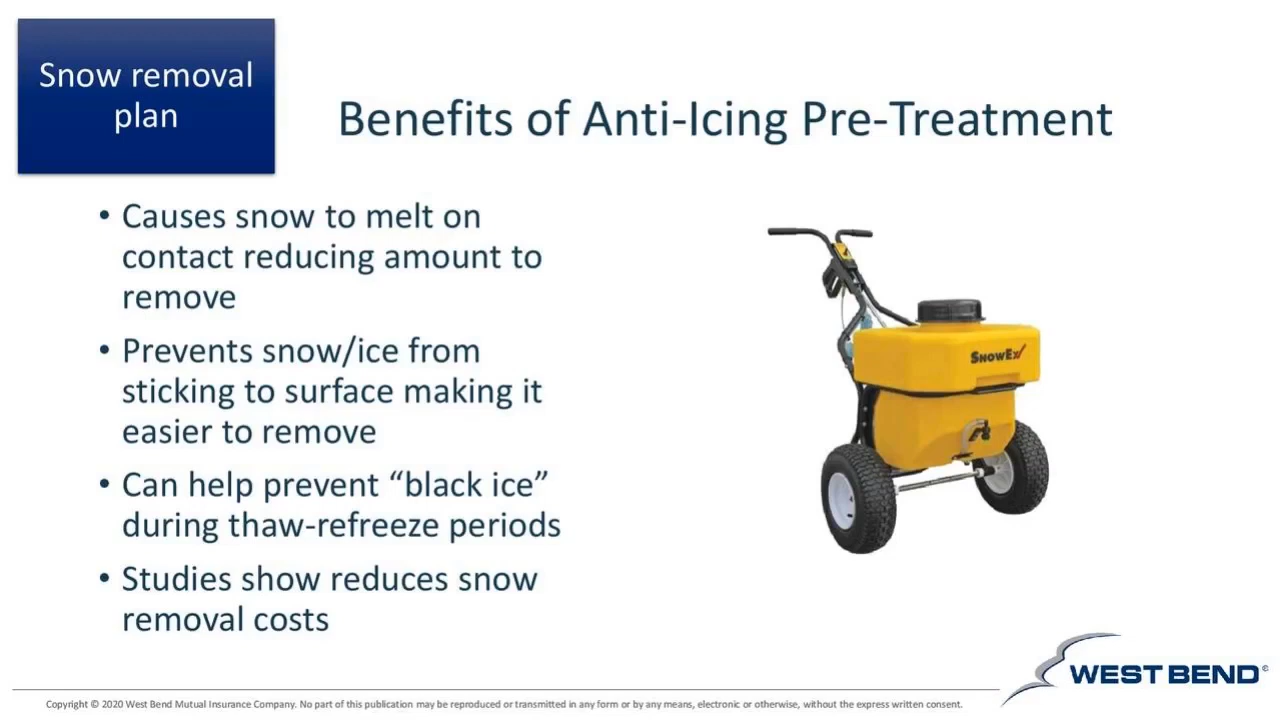 Snow removal
plan
Benefits of Anti-Icing Pre-Treatment
• Causes snow to melt on
contact reducing amount to
remove
• Prevents snow/ice from
sticking to surface making it
easier to remove
• Can help prevent “black ice”
during thaw-refreeze periods
• Studies show reduces snow
removal costs
SNOWEX
WEST BEND®
Copyright © 2020 West Bend Mutual Insurance Company. No part of this publication may be reproduced or transmitted in any form or by any means, electronic or otherwise, without the express written consent.